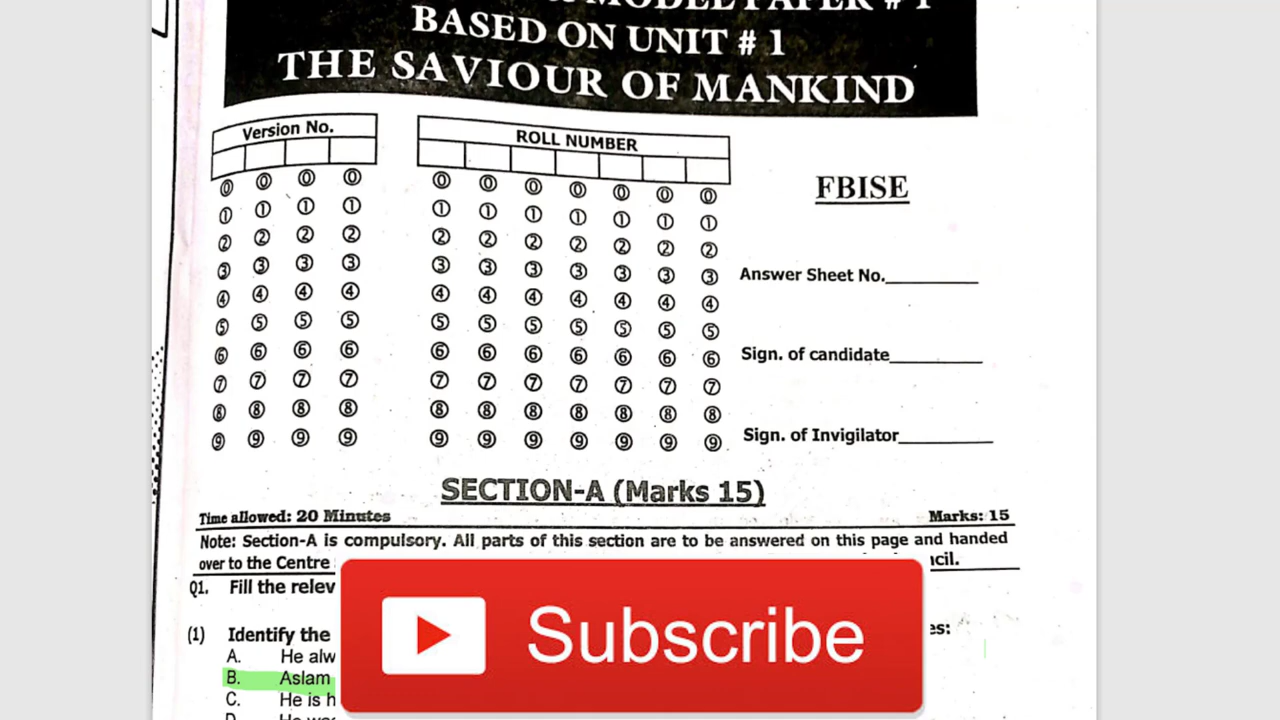 MODEL PAPER # 1
BASED ON UNIT # 1
THE SAVIOUR OF MANKIND
Version No.
ROLL NUMBER
0 0 0 0 0 0 0 0 0 0 0
1 1 1 1 1 1 1 1 1 1 1
2 2 2 2 2 2 2 2 2 2 2
3 3 3 3 3 3 3 3 3 3 3
4 4 4 4 4 4 4 4 4 4 4
5 5 5 5 5 5 5 5 5 5 5
6 6 6 6 6 6 6 6 6 6 6
7 7 7 7 7 7 7 7 7 7 7
8 8 8 8 8 8 8 8 8 8 8
9 9 9 9 9 9 9 9 9 9 9
FBISE
Answer Sheet No.
Sign. of candidate
Sign. of Invigilator
SECTION-A (Marks 15)
Time allowed: 20 Minutes Marks: 15
Note: Section-A is compulsory. All parts of this section are to be answered on this page and handed
over to the Centre
Q1. Fill the
(1) Identify the
A. He
B. Aslam
C. He is
D. He
Subscribe